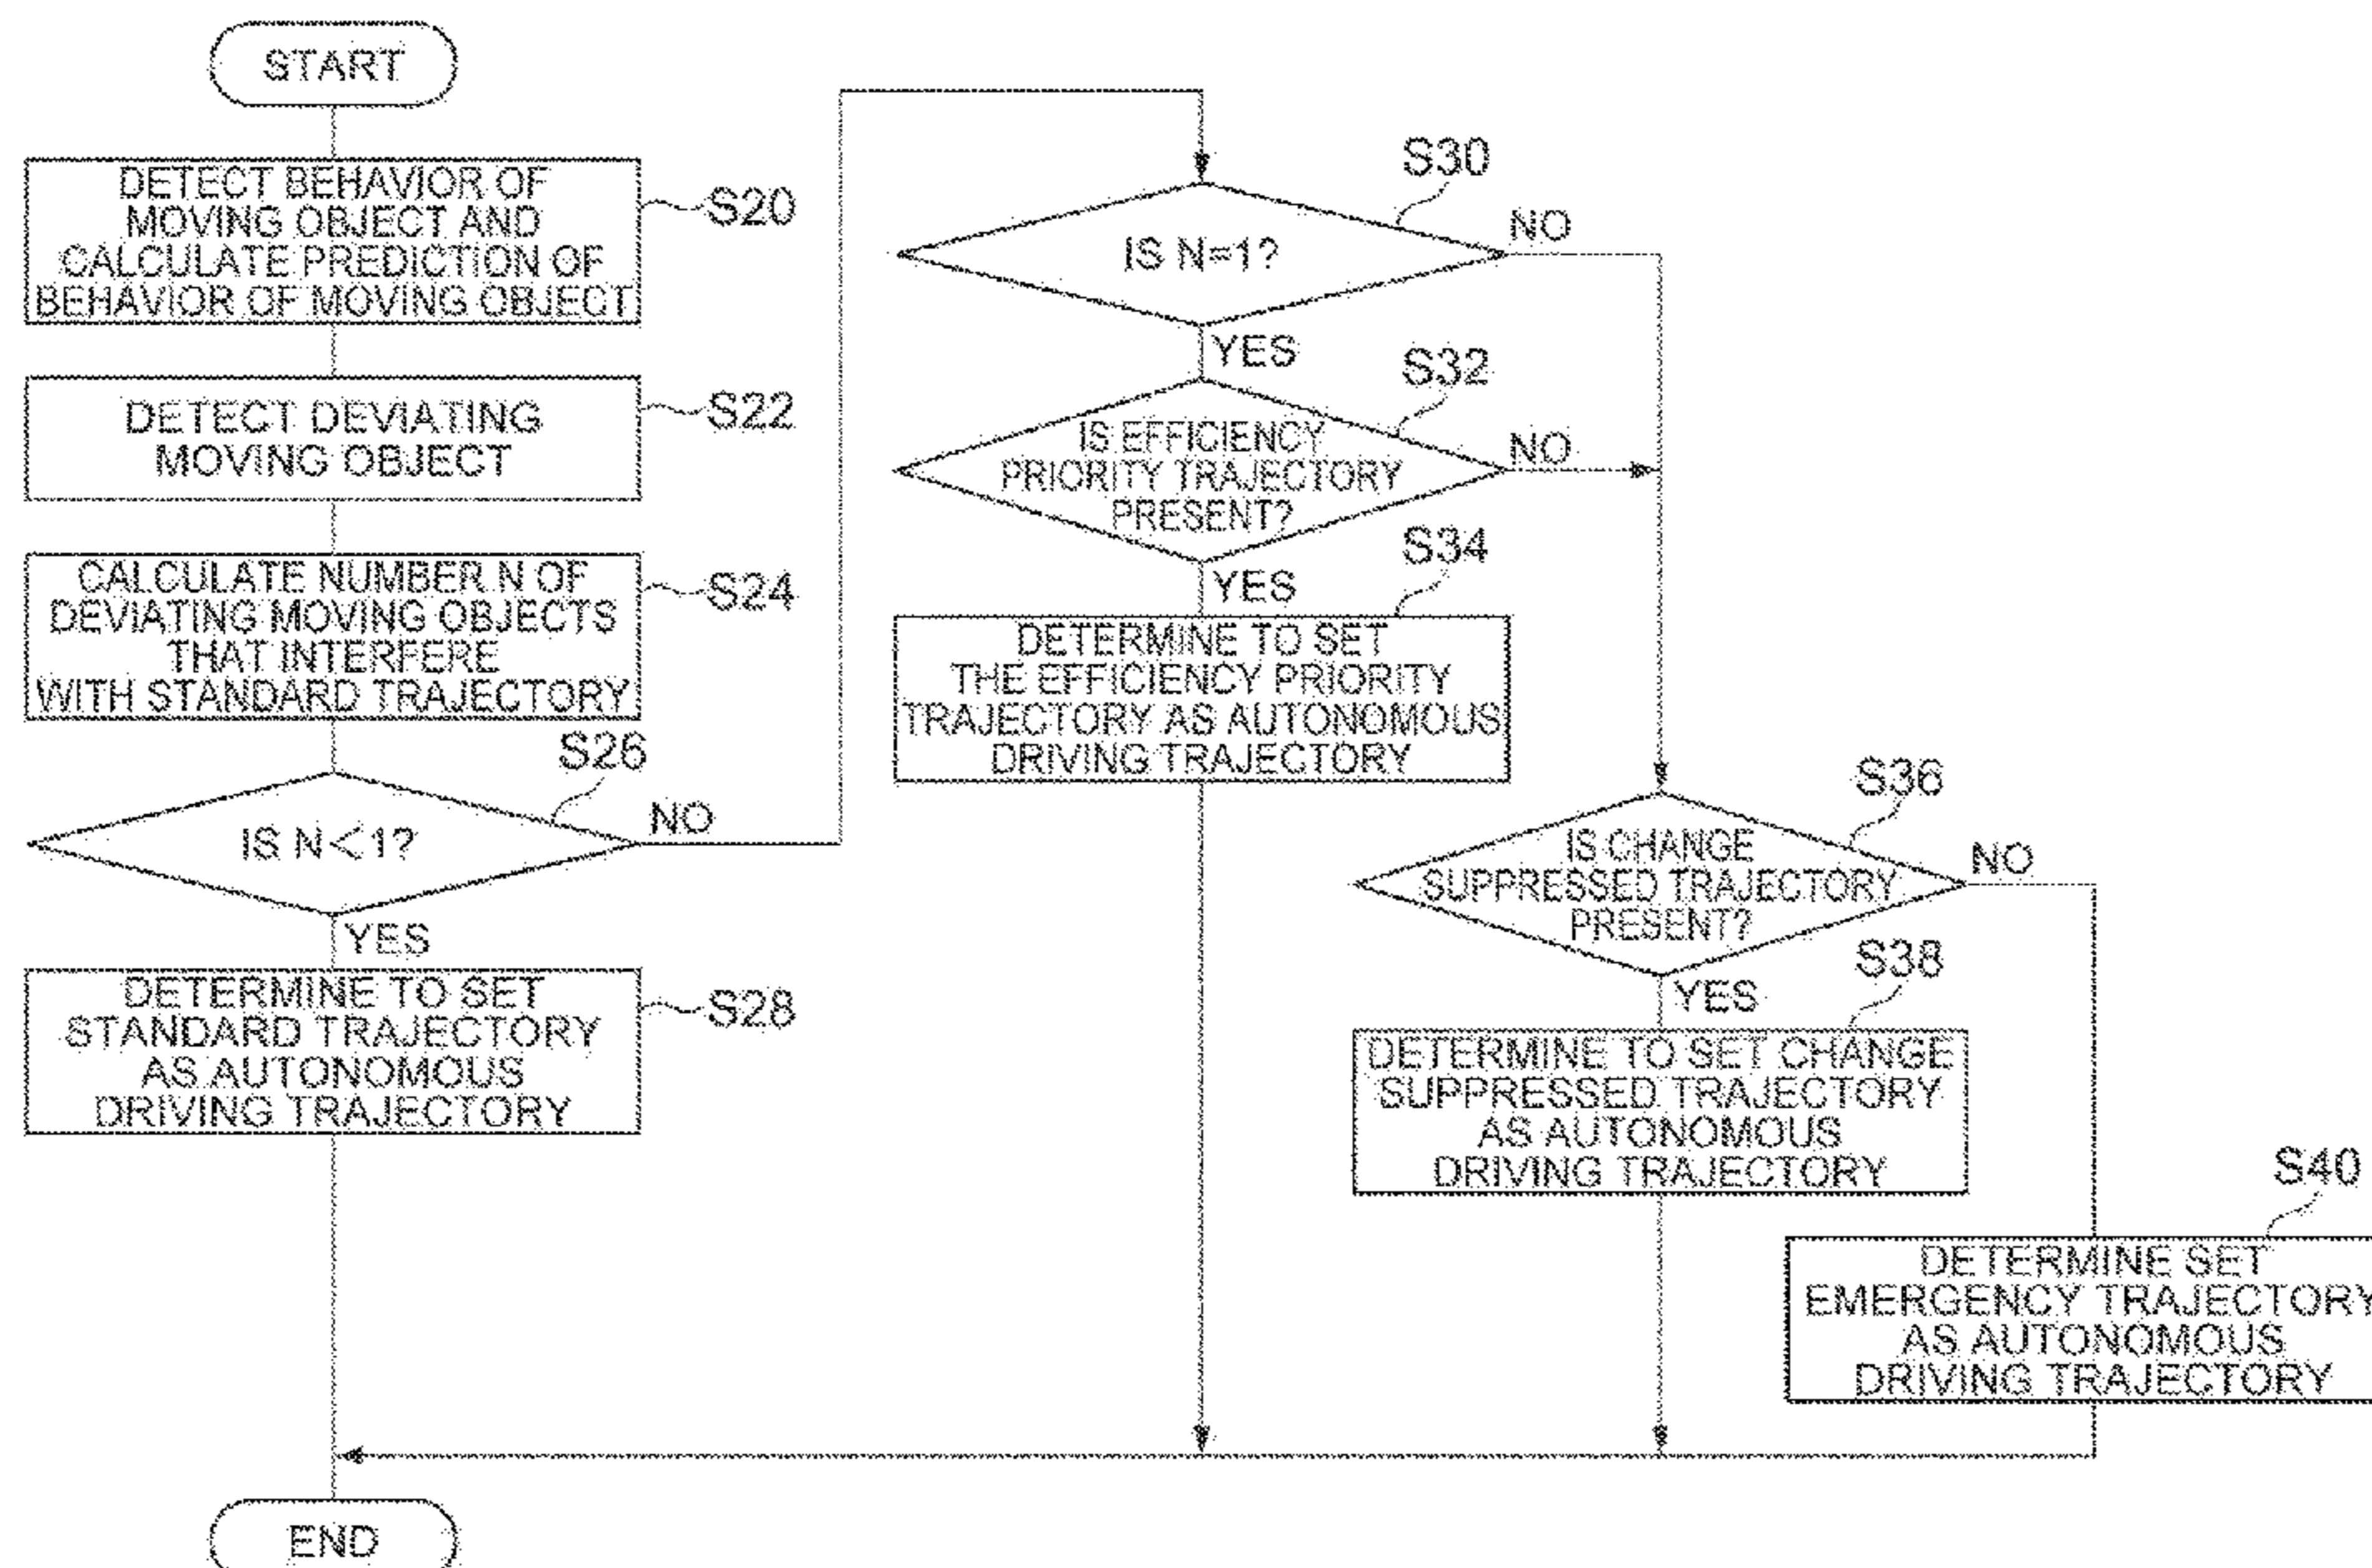 START
DETECT BEHAVIOR OF
MOVING OBJECT AND
CALCULATE PREDICTION OF
BEHAVIOR OF MOVING OBJECT
S20
DETECT DEVIATING
MOVING OBJECT
S22
CALCULATE NUMBER N OF
DEVIATING MOVING OBJECTS
THAT INTERFERE
WITH STANDARD TRAJECTORY
S24
S26
IS N<1?
NO
YES
DETERMINE TO SET
STANDARD TRAJECTORY
AS AUTONOMOUS
DRIVING TRAJECTORY
S28
S30
IS N=1?
NO
YES
S32
IS EFFICIENCY
PRIORITY TRAJECTORY
PRESENT?
NO
YES
S34
DETERMINE TO SET
THE EFFICIENCY PRIORITY
TRAJECTORY AS AUTONOMOUS
DRIVING TRAJECTORY
S36
IS CHANGE
SUPPRESSED TRAJECTORY
PRESENT?
NO
YES
S38
DETERMINE TO SET CHANGE
SUPPRESSED TRAJECTORY
AS AUTONOMOUS
DRIVING TRAJECTORY
S40
DETERMINE SET
EMERGENCY TRAJECTORY
AS AUTONOMOUS
DRIVING TRAJECTORY
END